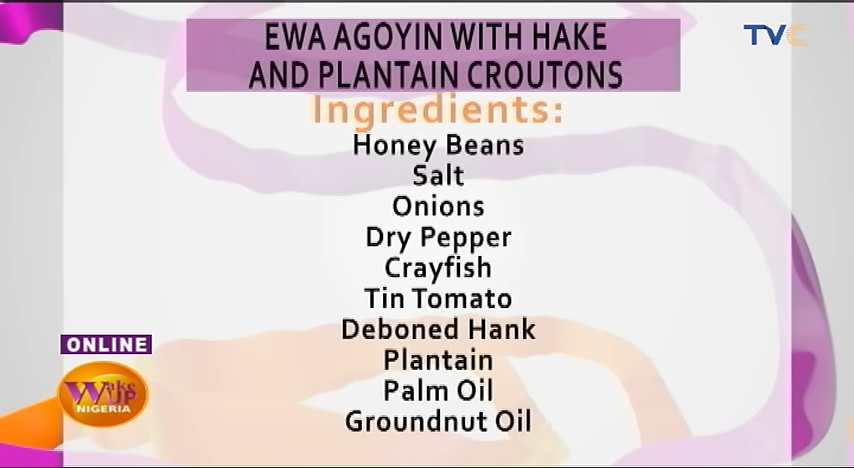 EWA AGOYIN WITH HAKE
AND PLANTAIN CROUTONS
TVC
Ingredients:
Honey Beans
Salt
Onions
Dry Pepper
Crayfish
Tin Tomato
Deboned Hank
Plantain
Palm Oil
Groundnut Oil
ONLINE
Wake
UP
NIGERIA